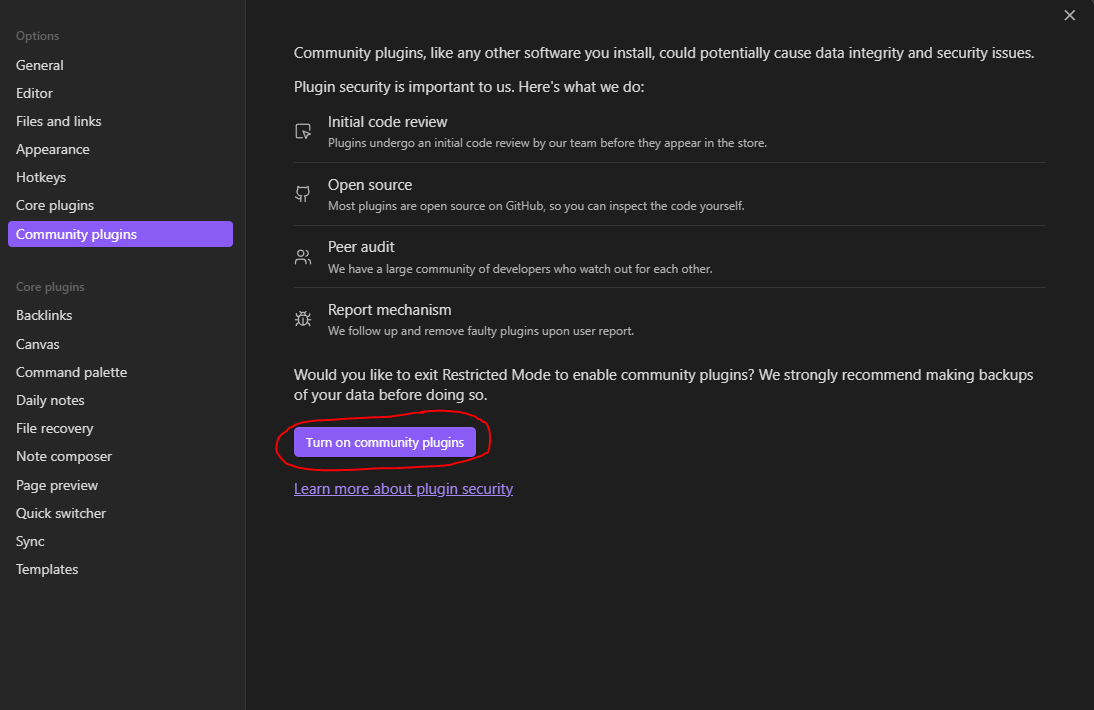 Options
General
Editor
Files and links
Appearance
Hotkeys
Core plugins
Community plugins
Core plugins
Backlinks
Canvas
Command palette
Daily notes
File recovery
Note composer
Page preview
Quick switcher
Sync
Templates
Community plugins, like any other software you install, could potentially cause data integrity and security issues.
Plugin security is important to us. Here's what we do:
Initial code review
Plugins undergo an initial code review by our team before they appear in the store.
Open source
Most plugins are open source on GitHub, so you can inspect the code yourself.
Peer audit
We have a large community of developers who watch out for each other.
Report mechanism
We follow up and remove faulty plugins upon user report.
Would you like to exit Restricted Mode to enable community plugins? We strongly recommend making backups
of your data before doing so.
Turn on community plugins
Learn more about plugin security